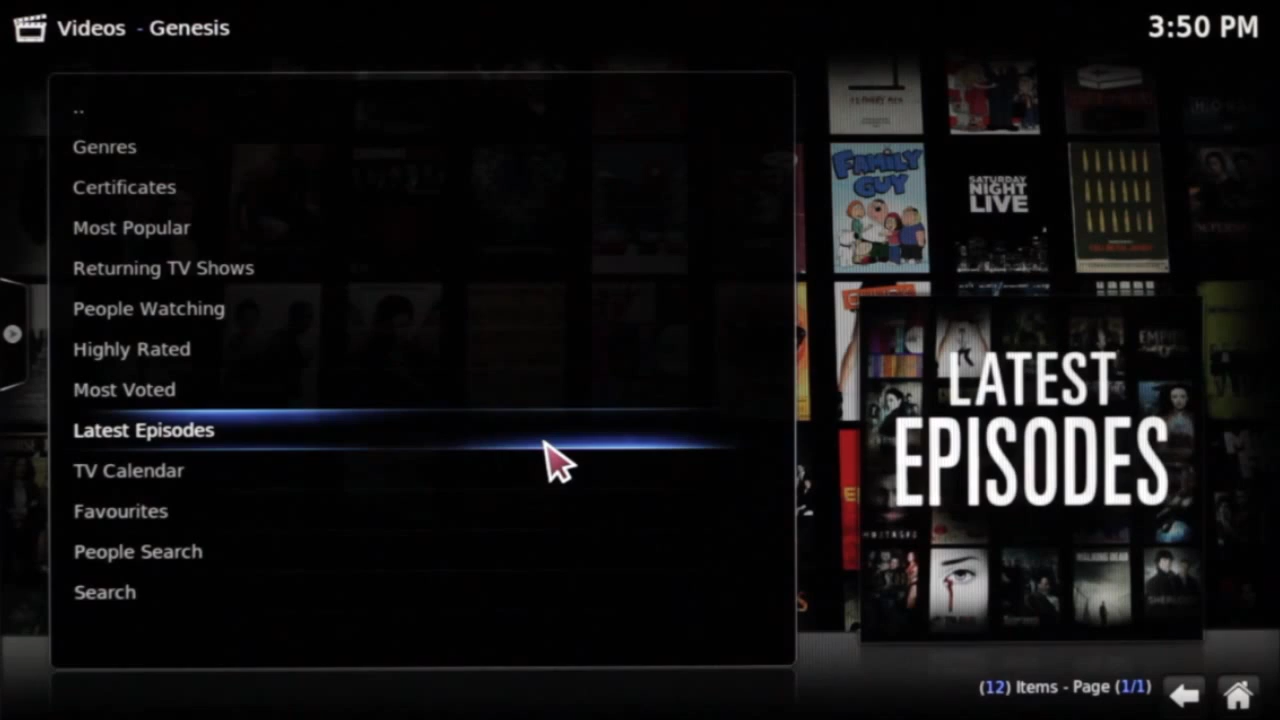 Videos - Genesis
3:50 PM
..
Genres
Certificates
Most Popular
Returning TV Shows
People Watching
Highly Rated
Most Voted
Latest Episodes
TV Calendar
Favourites
People Search
Search
FAMILY
GUY
SATURDAY
NIGHT
LIVE
LATEST
EPISODES
(12) Items - Page (1/1)